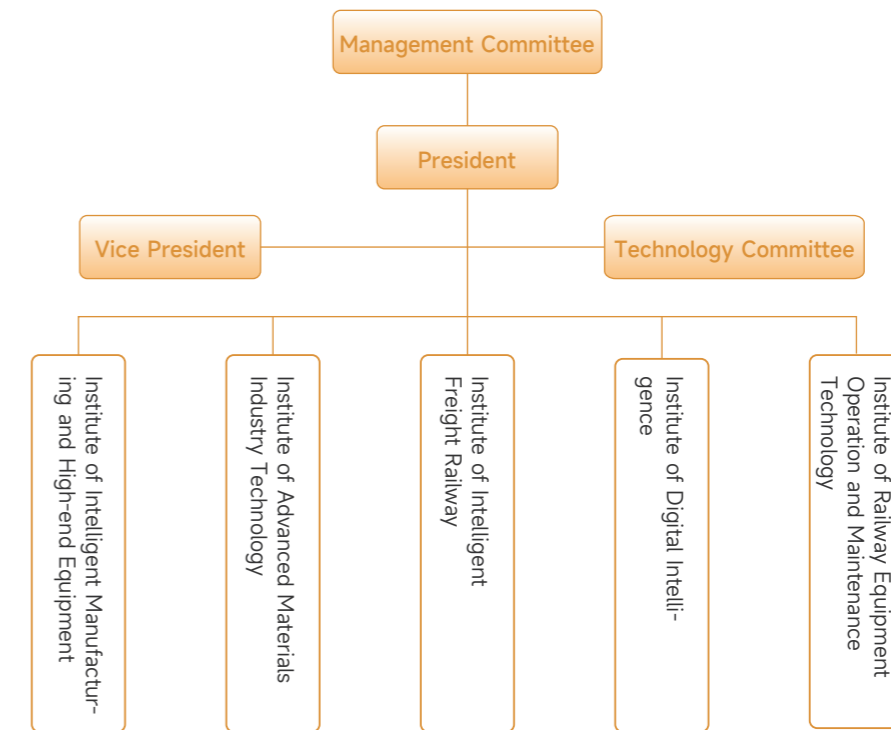 Management Committee
President
Vice President
Technology Committee
Institute of Intelligent Manufactur-
ing and High-end Equipment
Institute of Advanced Materials
Industry Technology
Institute of Intelligent
Freight Railway
Institute of Digital Intelli-
gence
Institute of Railway Equipment
Operation and Maintenance
Technology